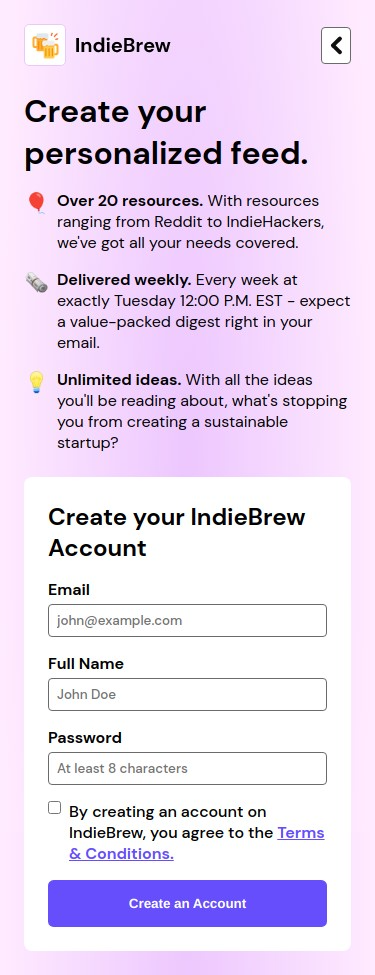 IndieBrew
Create your
personalized feed.
Over 20 resources. With resources
ranging from Reddit to IndieHackers,
we've got all your needs covered.
Delivered weekly. Every week at
exactly Tuesday 12:00 P.M. EST - expect
a value-packed digest right in your
email.
Unlimited ideas. With all the ideas
you'll be reading about, what's stopping
you from creating a sustainable
startup?
Create your IndieBrew
Account
Email
john@example.com
Full Name
John Doe
Password
At least 8 characters
By creating an account on
IndieBrew, you agree to the Terms
& Conditions.
Create an Account